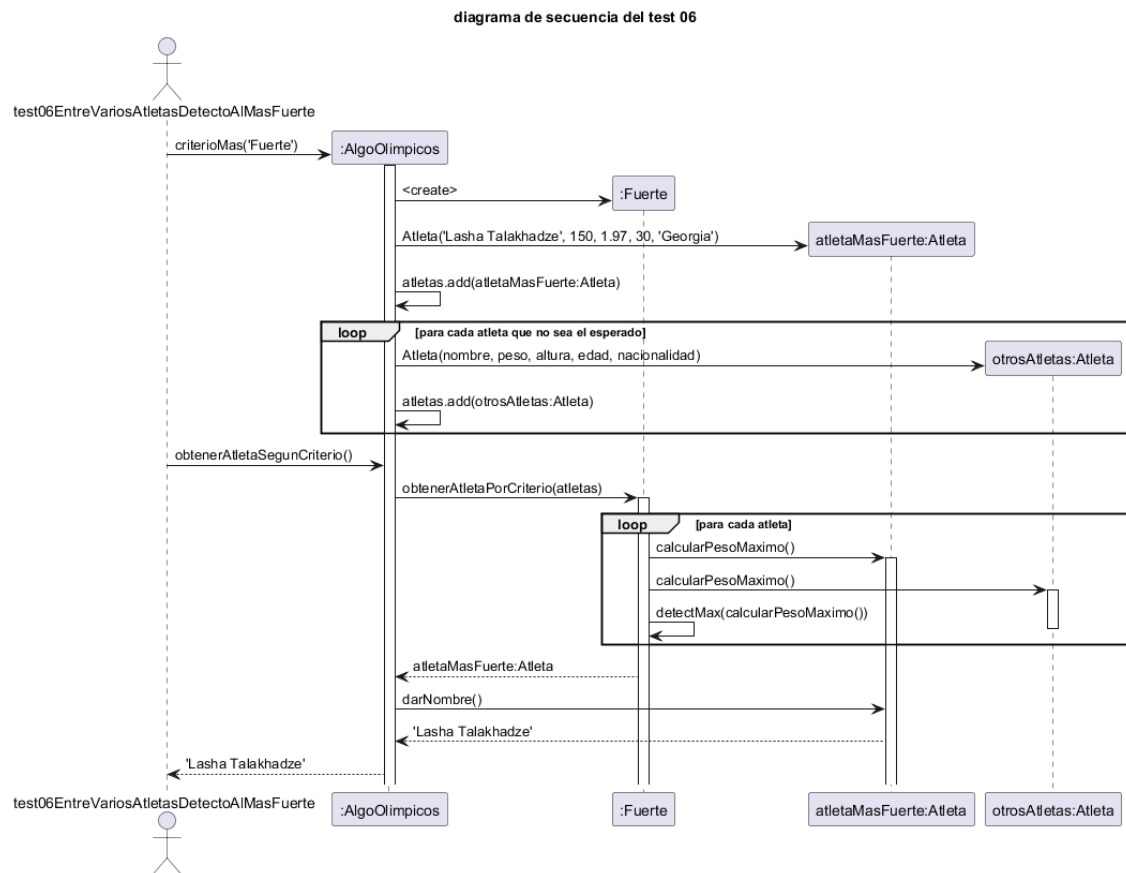 diagrama de secuencia del test 06
test06EntreVariosAtletasDetectoAlMasFuerte
criterioMas('Fuerte')
:AlgoOlimpicos
<create>
:Fuerte
Atleta('Lasha Talakhadze', 150, 1.97, 30, 'Georgia')
atletaMasFuerte:Atleta
atletas.add(atletaMasFuerte:Atleta)
loop [para cada atleta que no sea el esperado]
Atleta(nombre, peso, altura, edad, nacionalidad)
otrosAtletas:Atleta
atletas.add(otrosAtletas:Atleta)
obtenerAtletaSegunCriterio()
obtenerAtletaPorCriterio(atletas)
loop [para cada atleta]
calcularPesoMaximo()
calcularPesoMaximo()
detectMax(calcularPesoMaximo())
atletaMasFuerte:Atleta
darNombre()
'Lasha Talakhadze'
'Lasha Talakhadze'
test06EntreVariosAtletasDetectoAlMasFuerte :AlgoOlimpicos :Fuerte atletaMasFuerte:Atleta otrosAtletas:Atleta